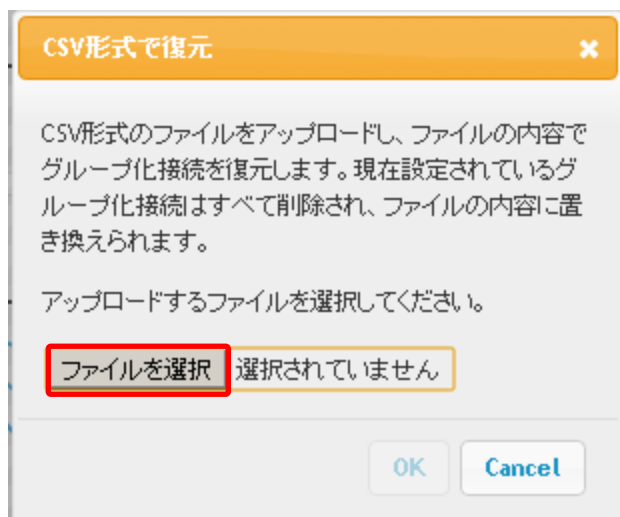 CSV形式で復元
CSV形式のファイルをアップロードし、ファイルの内容で
グループ化接続を復元します。現在設定されているグ
ループ化接続はすべて削除され、ファイルの内容に置
き換えられます。
アップロードするファイルを選択してください。
ファイルを選択 選択されていません
OK Cancel